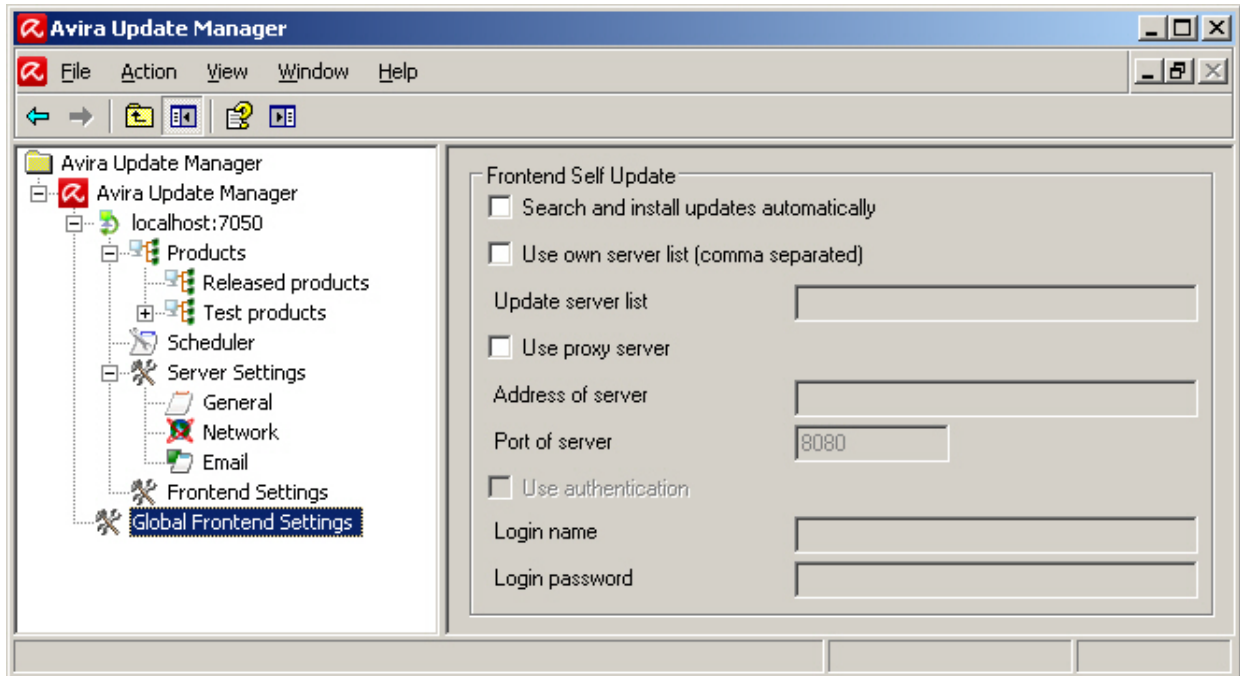 Avira Update Manager
File Action View Window Help
Avira Update Manager
Avira Update Manager
localhost:7050
Products
Released products
Test products
Scheduler
Server Settings
General
Network
Email
Frontend Settings
Global Frontend Settings
Frontend Self Update
Search and install updates automatically
Use own server list (comma separated)
Update server list
Use proxy server
Address of server
Port of server 8080
Use authentication
Login name
Login password